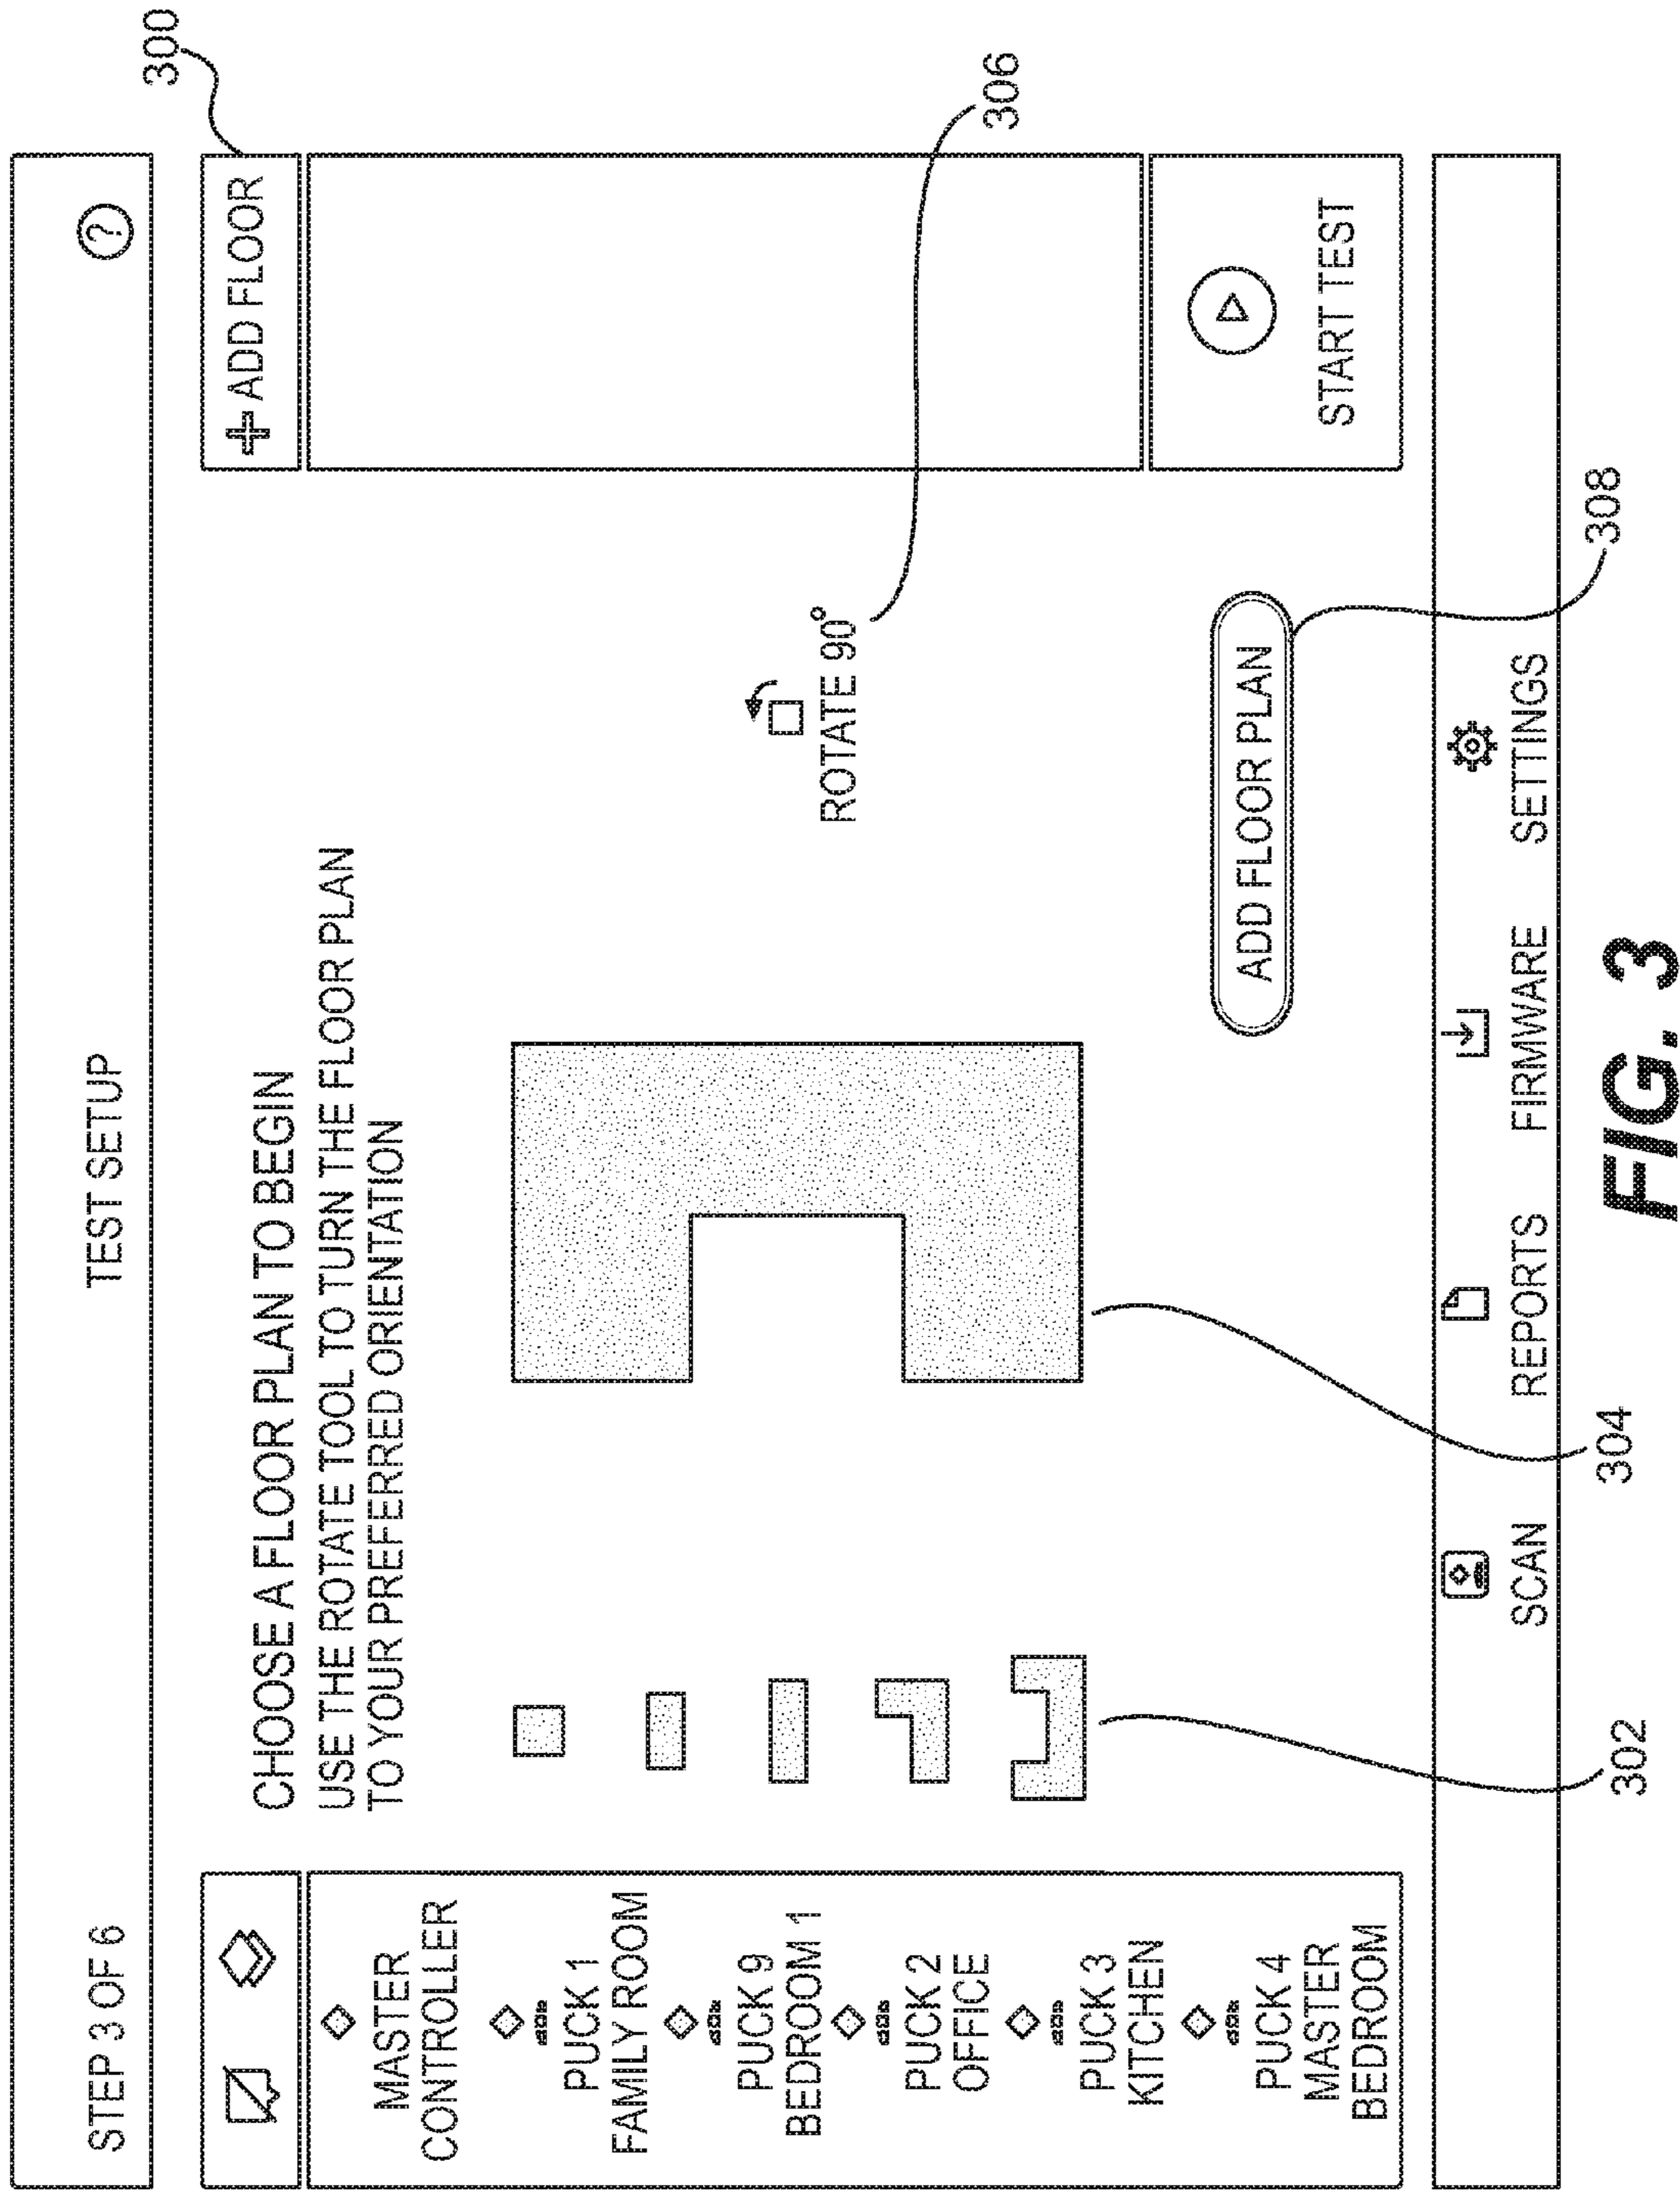 STEP 3 OF 6
TEST SETUP
?
300
ADD FLOOR
CHOOSE A FLOOR PLAN TO BEGIN
USE THE ROTATE TOOL TO TURN THE FLOOR PLAN
TO YOUR PREFERRED ORIENTATION
MASTER
CONTROLLER
PUCK 1
FAMILY ROOM
PUCK 9
BEDROOM 1
PUCK 2
OFFICE
PUCK 3
KITCHEN
PUCK 4
MASTER
BEDROOM
ROTATE 90°
306
ADD FLOOR PLAN
START TEST
SCAN
REPORTS
FIRMWARE
SETTINGS
302
304
308
FIG. 3